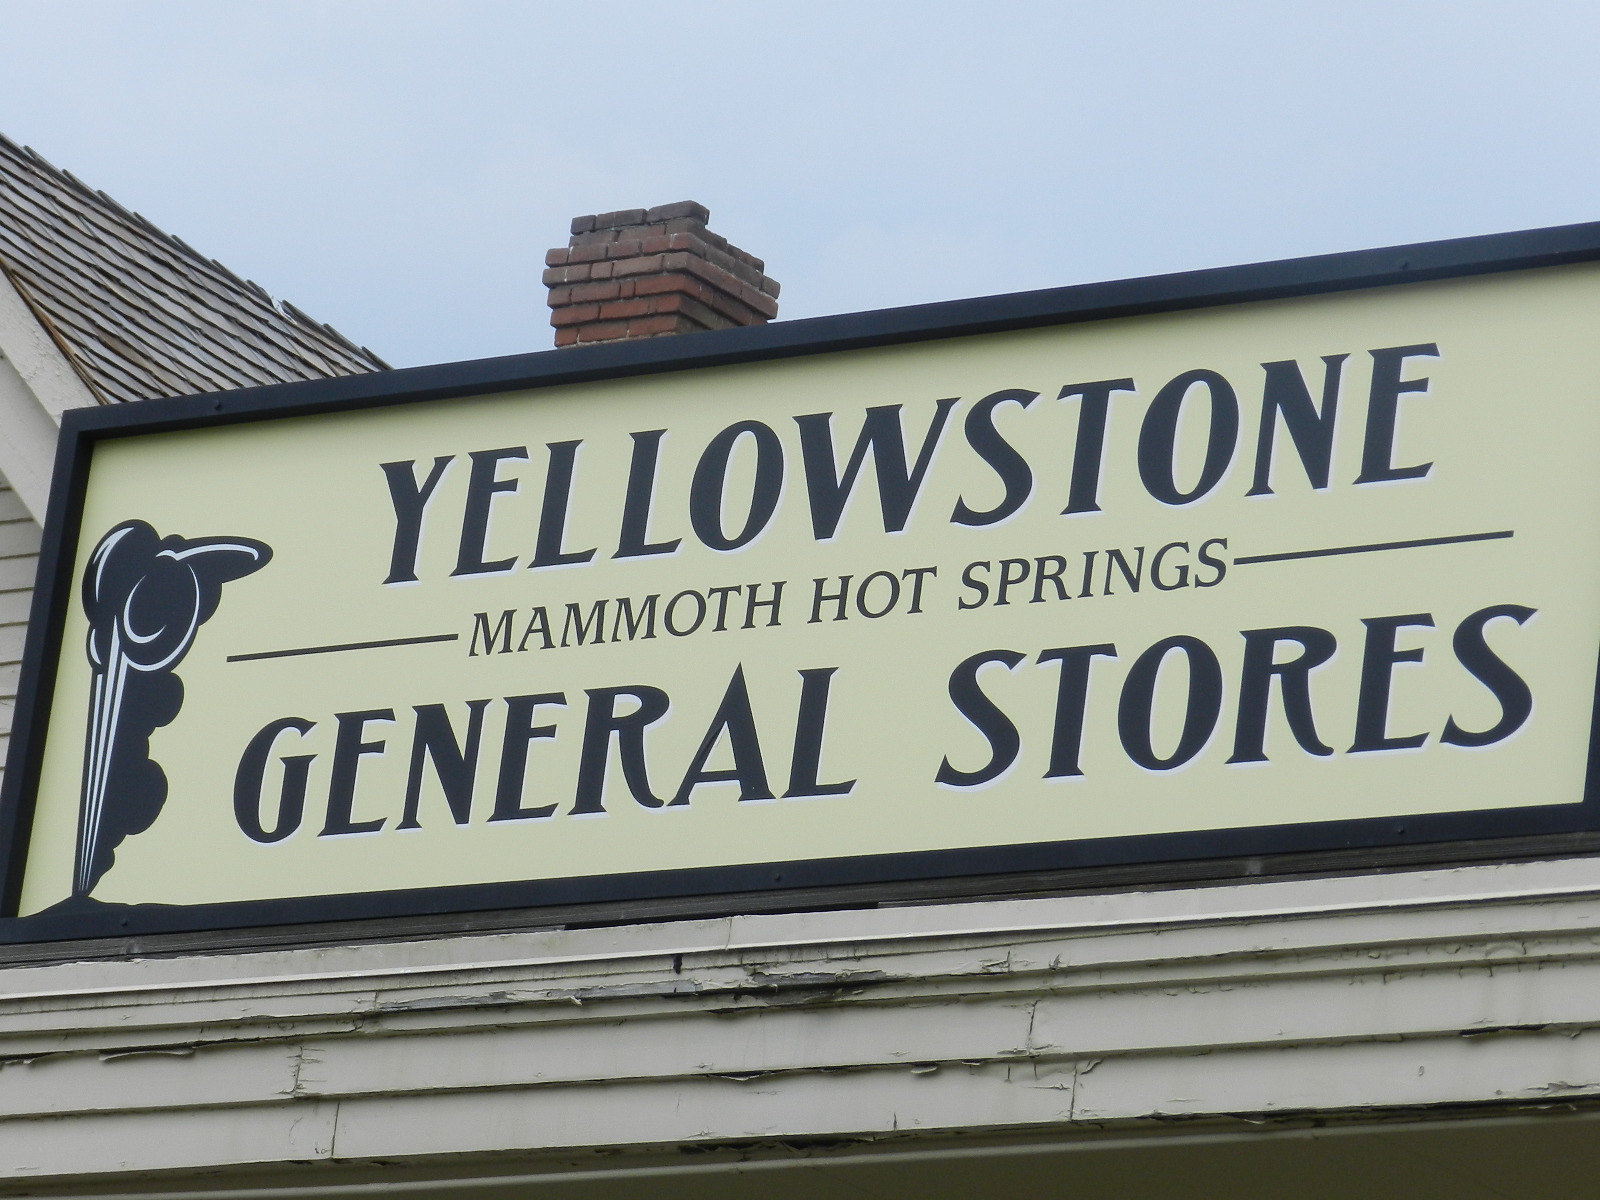 YELLOWSTONE
MAMMOTH HOT SPRINGS
GENERAL STORES